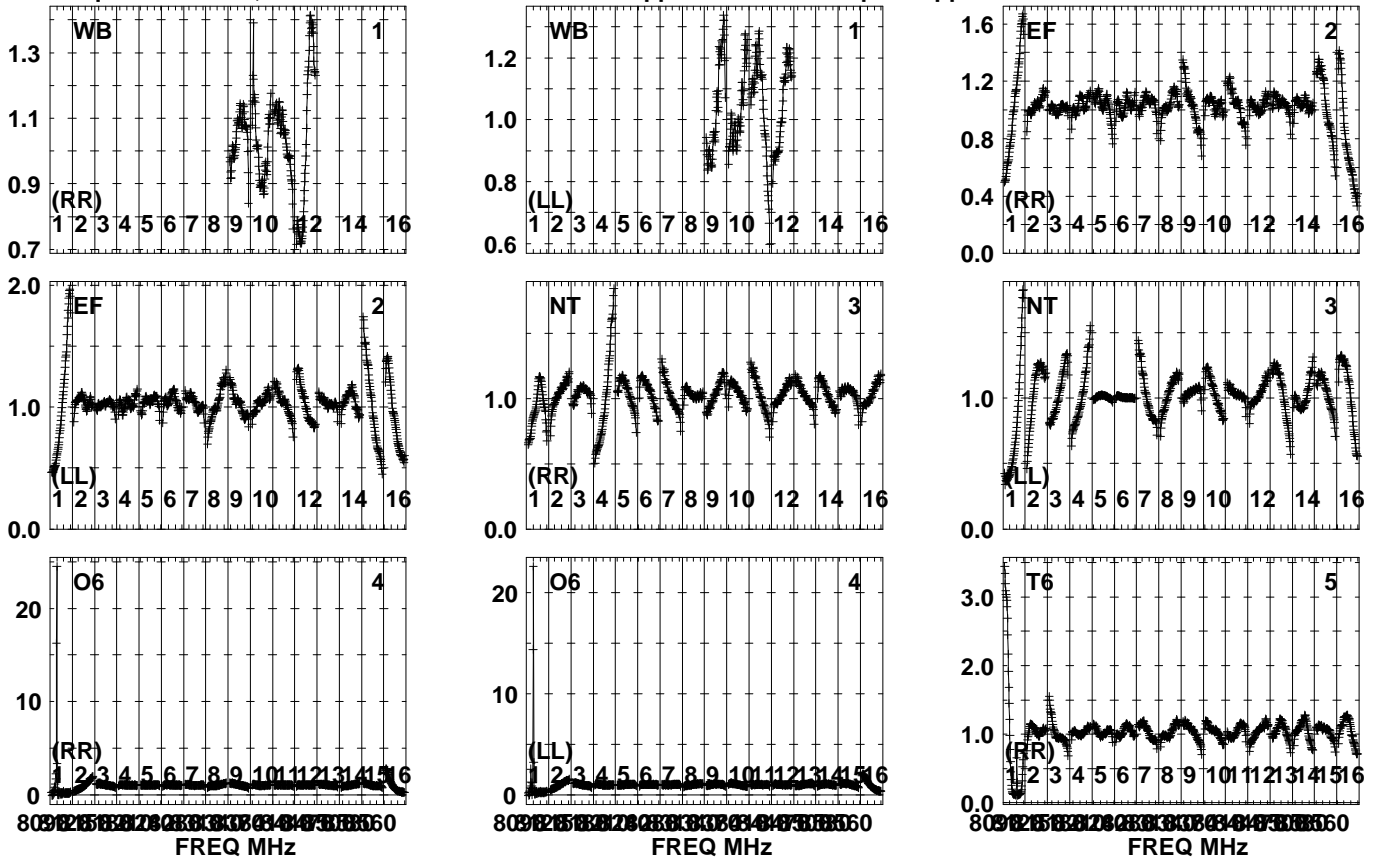 WB 1
1.3
1.1
0.9
0.7
(RR)
1 2 3 4 5 6 7 8 9 10 12 14 16
WB 1
1.2
1.0
0.8
0.6
(LL)
1 2 3 4 5 6 7 8 9 10 12 14 16
EF 2
1.6
1.2
0.8
0.4
0.0
(RR)
1 2 3 4 5 6 7 8 9 10 12 14 16
EF 2
2.0
1.0
0.0
(LL)
1 2 3 4 5 6 7 8 9 10 12 14 16
NT 3
1.0
0.0
(RR)
1 2 3 4 5 6 7 8 9 10 12 14 16
NT 3
1.0
0.0
(LL)
1 2 3 4 5 6 7 8 9 10 12 14 16
O6 4
20
10
0
(RR)
1 2 3 4 5 6 7 8 9 10 11 12 13 14 15 16
FREQ MHz
O6 4
20
10
0
(LL)
1 2 3 4 5 6 7 8 9 10 11 12 13 14 15 16
FREQ MHz
T6 5
3.0
2.0
1.0
0.0
(RR)
1 2 3 4 5 6 7 8 9 10 11 12 13 14 15 16
FREQ MHz